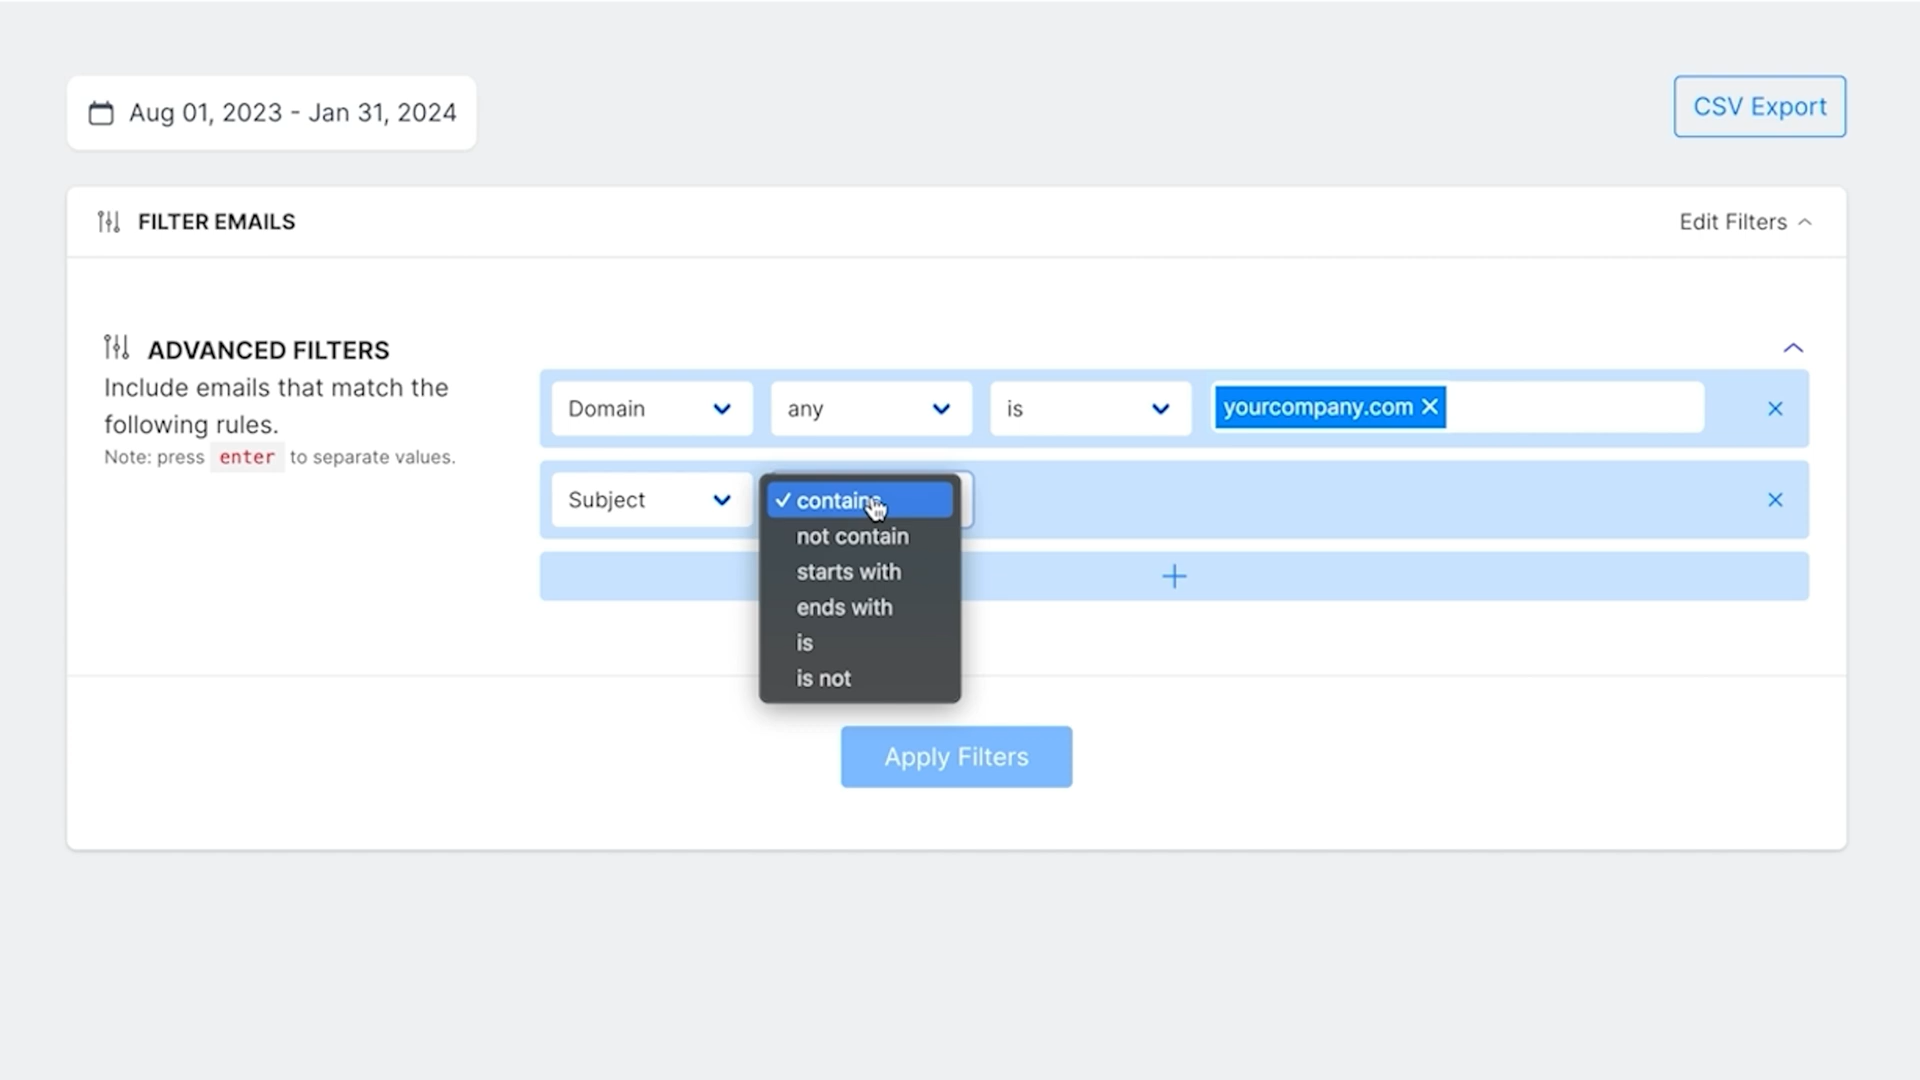 Aug 01, 2023 - Jan 31, 2024
CSV Export
FILTER EMAILS
Edit Filters
ADVANCED FILTERS
Include emails that match the
following rules.
Note: press enter to separate values.
Domain any is yourcompany.com
Subject
contains
not contain
starts with
ends with
is
is not
Apply Filters